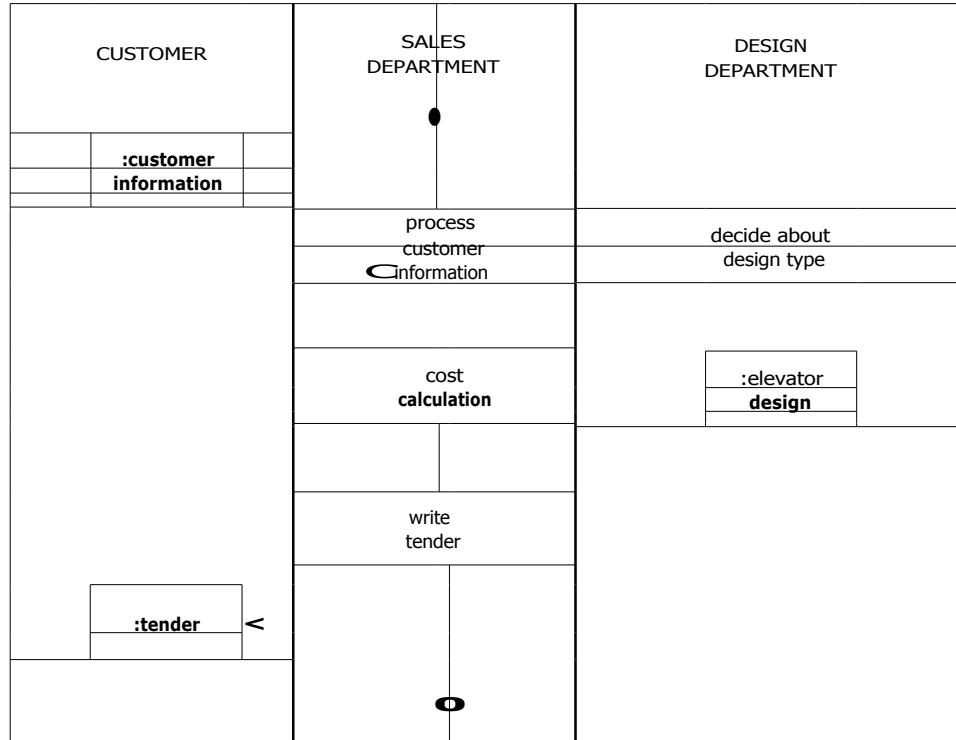 CUSTOMER
SALES
DEPARTMENT
DESIGN
DEPARTMENT
:customer
information
process
customer
information
decide about
design type
cost
calculation
:elevator
design
write
tender
:tender